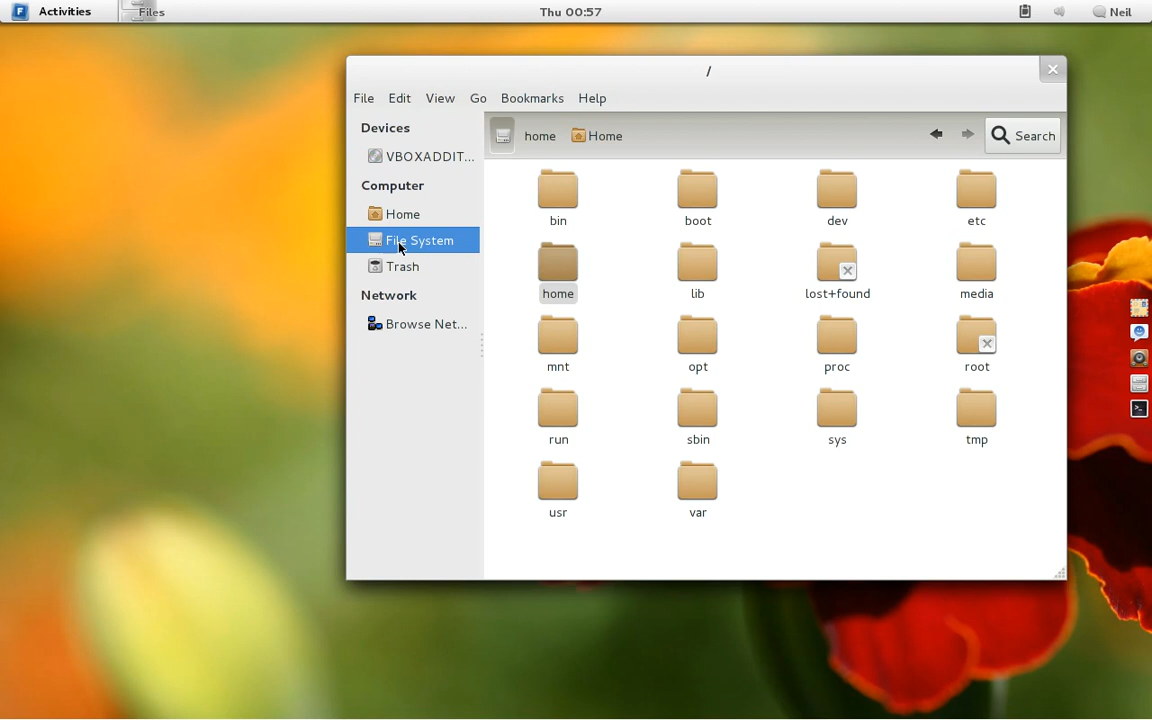 Activities Files Thu 00:57 Neil
/
File Edit View Go Bookmarks Help
Devices
VBOXADDIT...
Computer
Home
File System
Trash
Network
Browse Net...
home Home Search
bin boot dev etc
home lib lost+found media
mnt opt proc root
run sbin sys tmp
usr var